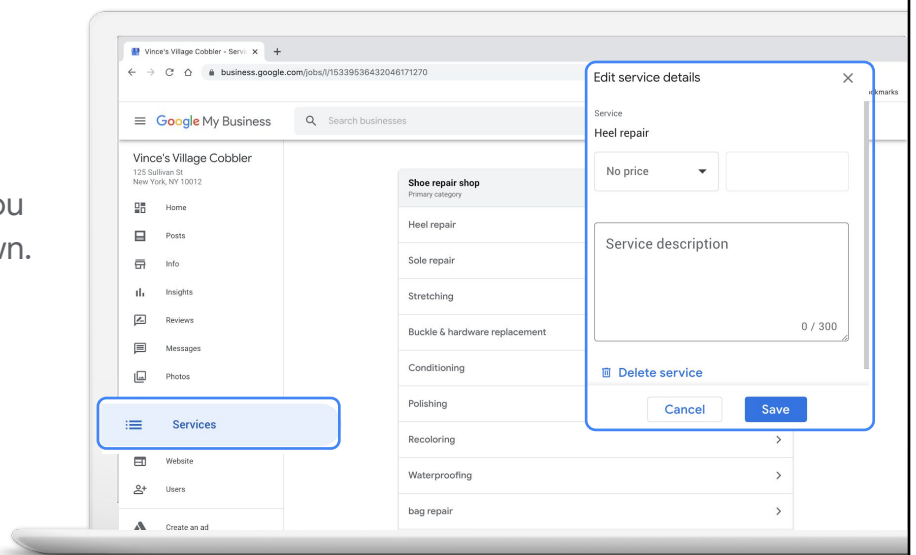 Vince's Village Cobbler - Servi
business.google.com/jobs/l/15339536432046171270
Google My Business
Search businesses
Vince's Village Cobbler
125 Sullivan St
New York, NY 10012
Home
Posts
Info
Insights
Reviews
Messages
Photos
Services
Website
Users
Create an ad
Shoe repair shop
Primary category
Heel repair
Sole repair
Stretching
Buckle & hardware replacement
Conditioning
Polishing
Recoloring
Waterproofing
bag repair
Edit service details
Service
Heel repair
No price
Service description
0 / 300
Delete service
Cancel
Save